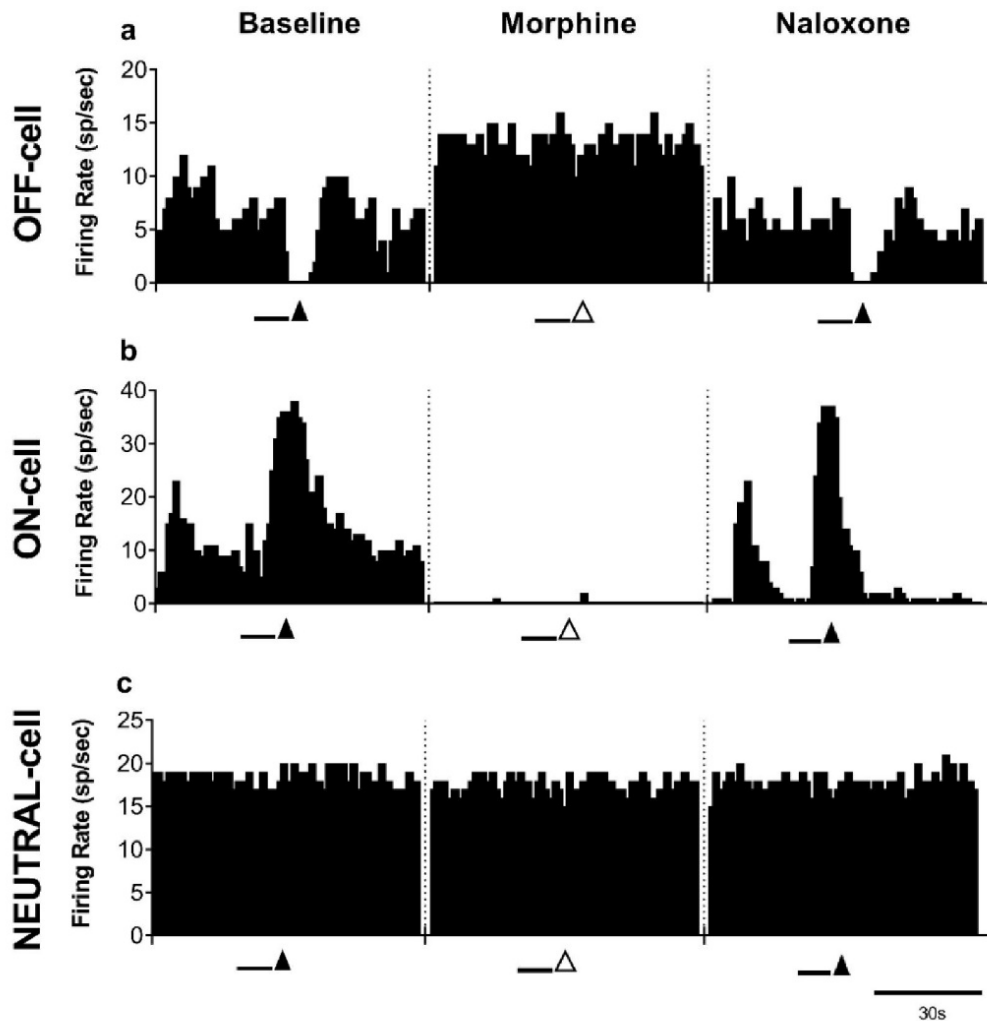 Baseline Morphine Naloxone
a
OFF-cell
Firing Rate (sp/sec)
20
15
10
5
0
b
ON-cell
Firing Rate (sp/sec)
40
30
20
10
0
c
NEUTRAL-cell
Firing Rate (sp/sec)
25
20
15
10
5
0
30s